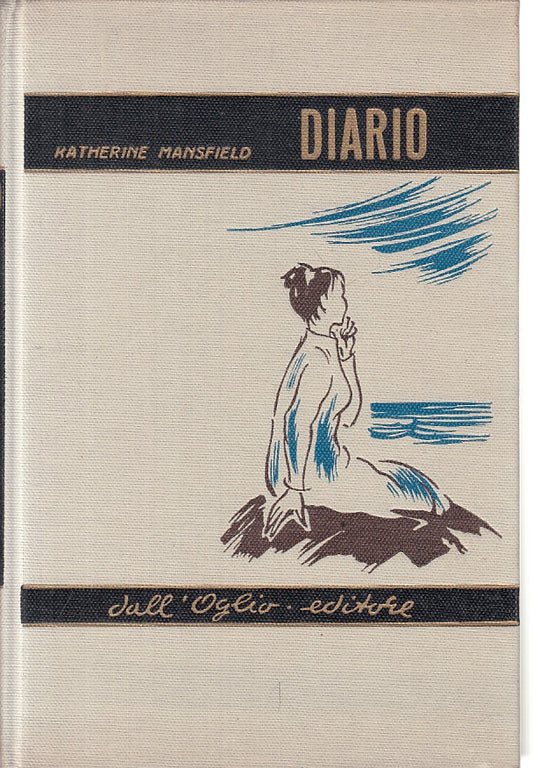 KATHERINE MANSFIELD DIARIO
dall'Oglio · editore